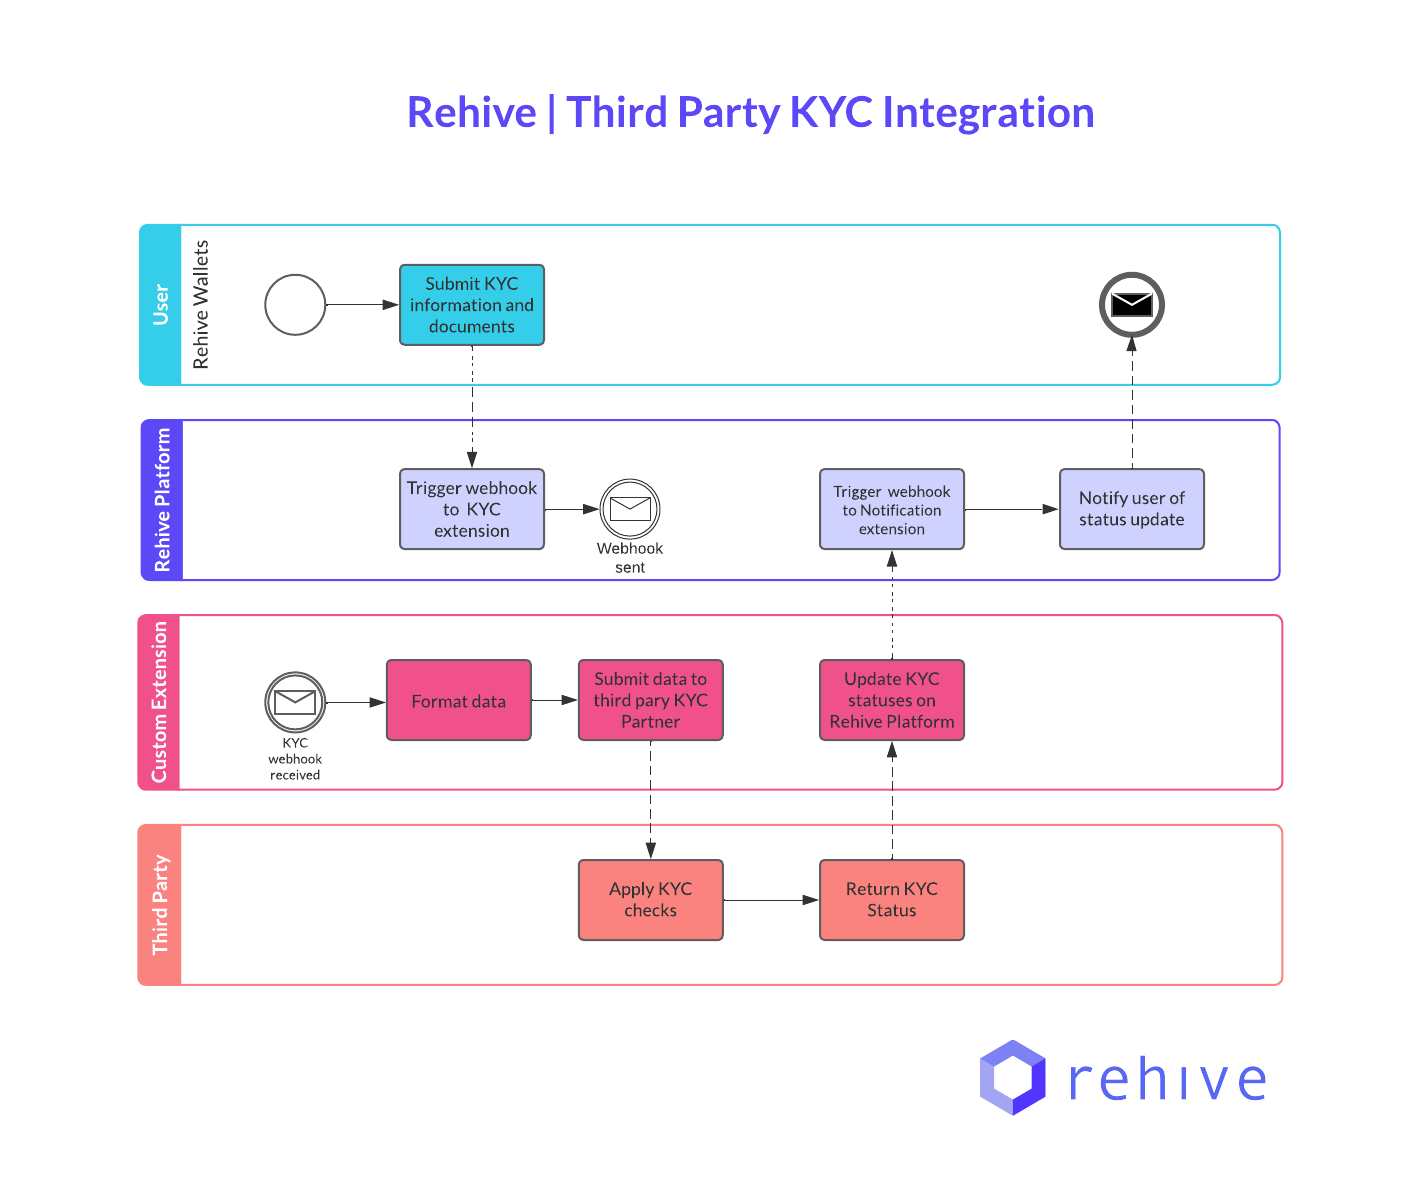 Rehive | Third Party KYC Integration
User
Rehive Wallets
Submit KYC
information and
documents
Rehive Platform
Trigger webhook
to KYC
extension
Webhook
sent
Trigger webhook
to Notification
extension
Notify user of
status update
Custom Extension
KYC
webhook
received
Format data
Submit data to
third pary KYC
Partner
Update KYC
statuses on
Rehive Platform
Third Party
Apply KYC
checks
Return KYC
Status
rehive